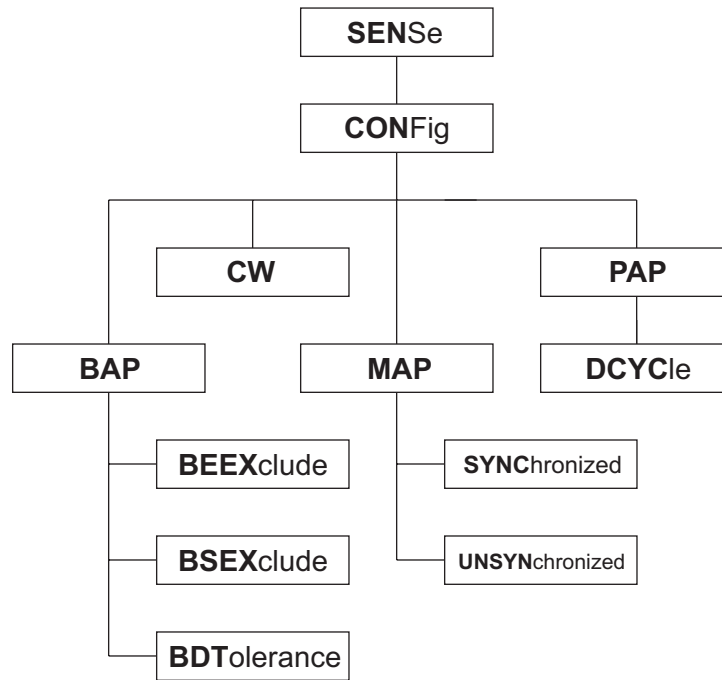 SENSe
CONFig
CW
PAP
BAP
MAP
DCYCle
BEEXclude
SYNChronized
BSEXclude
UNSYNchronized
BDTolerance